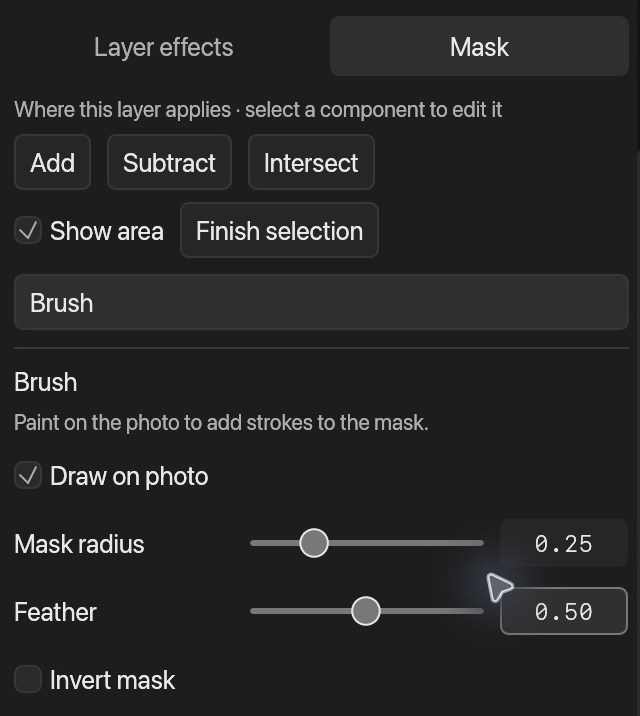 Layer effects
Mask
Where this layer applies · select a component to edit it
Add
Subtract
Intersect
Show area
Finish selection
Brush
Brush
Paint on the photo to add strokes to the mask.
Draw on photo
Mask radius
0.25
Feather
0.50
Invert mask